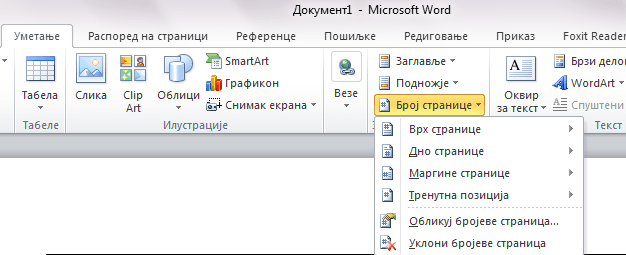 Документ1 - Microsoft Word
Уметање Распоред на страници Референце Пошиљке Редиговање Приказ Foxit Reader
Табела
Слика
Clip Art
Облици
SmartArt
Графикон
Снимак екрана
Везе
Заглавље
Подножје
Број странице
Оквир за текст
Брзи дело
WordArt
Спуштени
Табеле
Илустрације
Текст
Врх странице
Дно странице
Маргине странице
Тренутна позиција
Обликуј бројеве страница...
Уклони бројеве страница